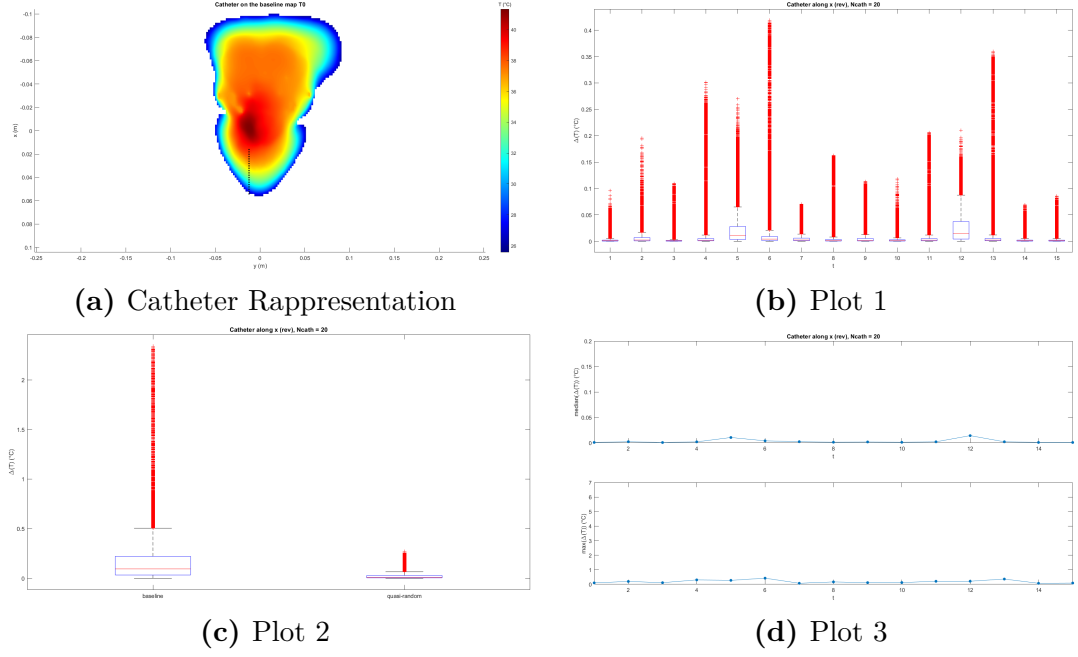 Catheter on the baseline map T0
T (°C)
-0.1
-0.08
-0.06
-0.04
-0.02
0
0.02
0.04
0.06
0.08
0.1
x (m)
-0.25 -0.2 -0.15 -0.1 -0.05 0 0.05 0.1 0.15 0.2 0.25
y (m)
40
38
36
34
32
30
28
26
(a) Catheter Rappresentation
Catheter along x (rev), Ncath = 20
0.4
0.35
0.3
0.25
0.2
0.15
0.1
0.05
0
Δ(T) (°C)
1 2 3 4 5 6 7 8 9 10 11 12 13 14 15
t
(b) Plot 1
Catheter along x (rev), Ncath = 20
2
1.5
1
0.5
0
Δ(T) (°C)
baseline quasi-random
(c) Plot 2
Catheter along x (rev), Ncath = 20
0.2
0.15
0.1
0.05
0
median(Δ(T)) (°C)
2 4 6 8 10 12 14
t
7
6
5
4
3
2
1
0
max(Δ(T)) (°C)
2 4 6 8 10 12 14
t
(d) Plot 3